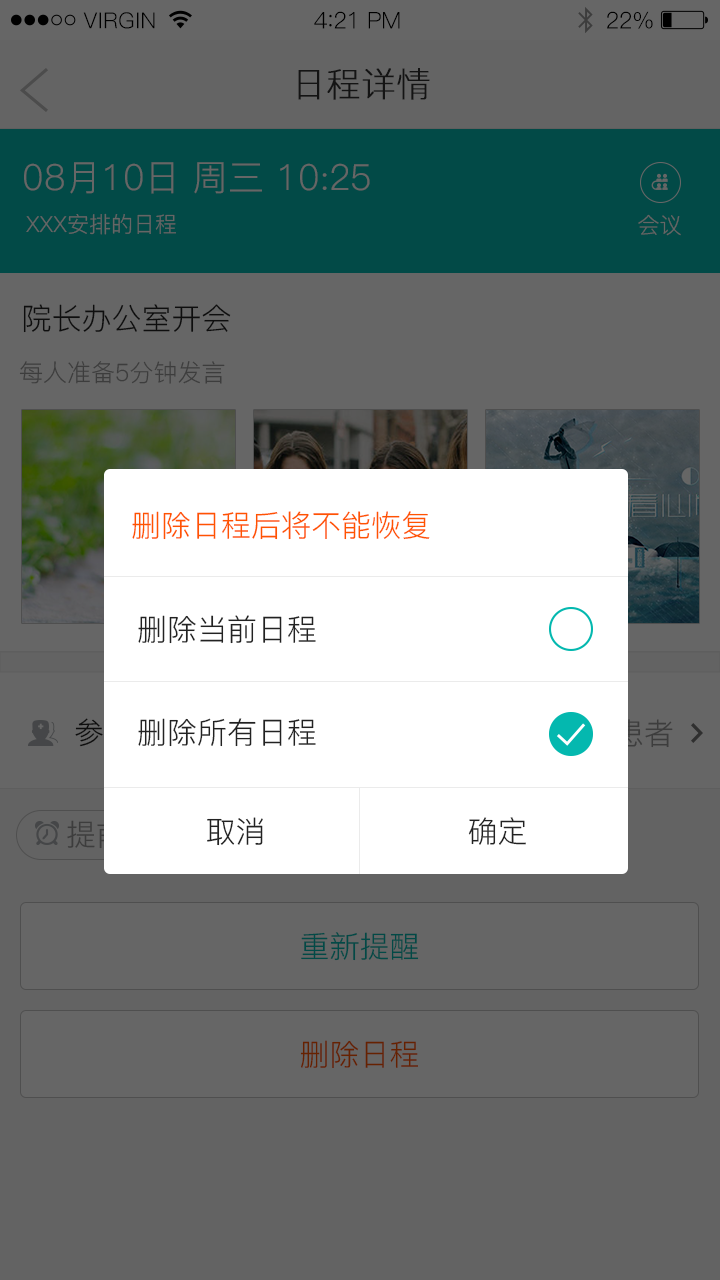 VIRGIN 4:21 PM 22%
日程详情
08月10日 周三 10:25
XXX安排的日程
会议
院长办公室开会
每人准备5分钟发言
删除日程后将不能恢复
删除当前日程
删除所有日程
参
患者
提前
取消
确定
重新提醒
删除日程